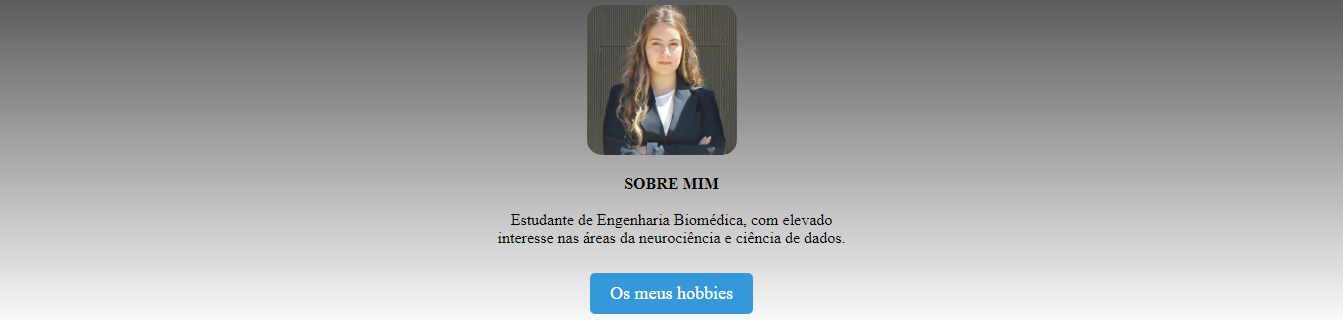 SOBRE MIM
Estudante de Engenharia Biomédica, com elevado
interesse nas áreas da neurociência e ciência de dados.
Os meus hobbies